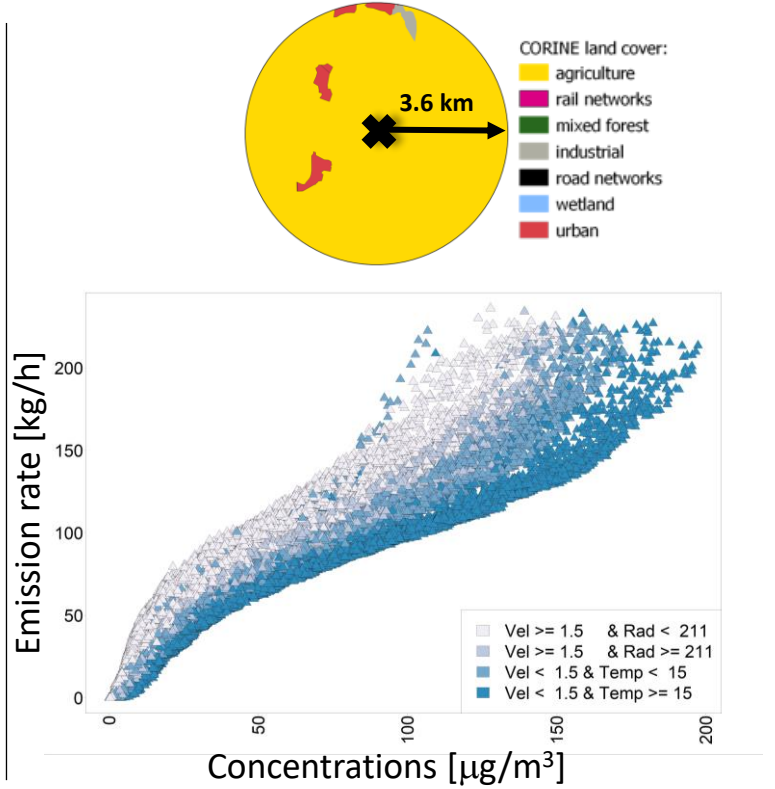 CORINE land cover:
agriculture
rail networks
mixed forest
industrial
road networks
wetland
urban
3.6 km
Emission rate [kg/h]
200
150
100
50
0
Vel >= 1.5 & Rad < 211
Vel >= 1.5 & Rad >= 211
Vel < 1.5 & Temp < 15
Vel < 1.5 & Temp >= 15
0
50
100
150
200
Concentrations [μg/m³]